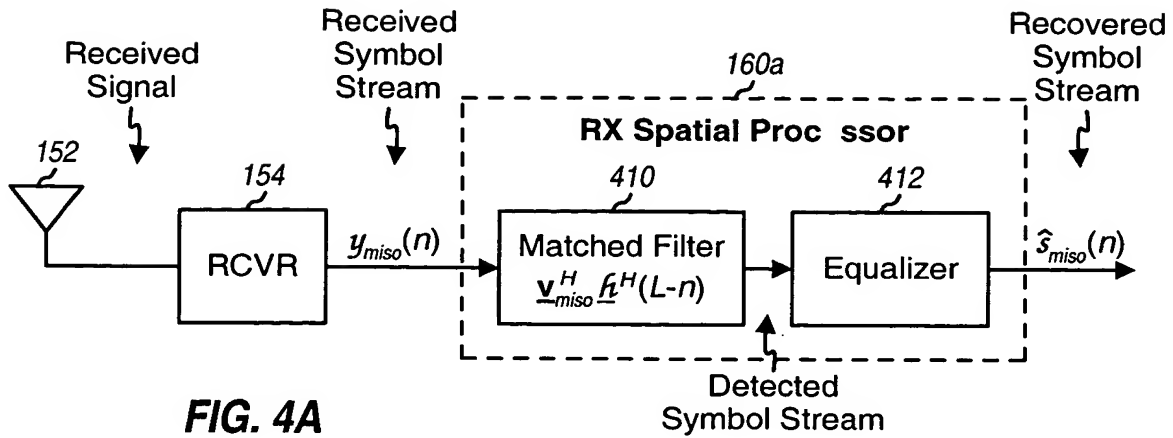 Received
Signal
Received
Symbol
Stream
Recovered
Symbol
Stream
160a
RX Spatial Proc ssor
152
154
410
412
RCVR
y_miso(n)
Matched Filter
v^H_miso h^H(L-n)
Equalizer
ŝ_miso(n)
Detected
Symbol Stream
FIG. 4A